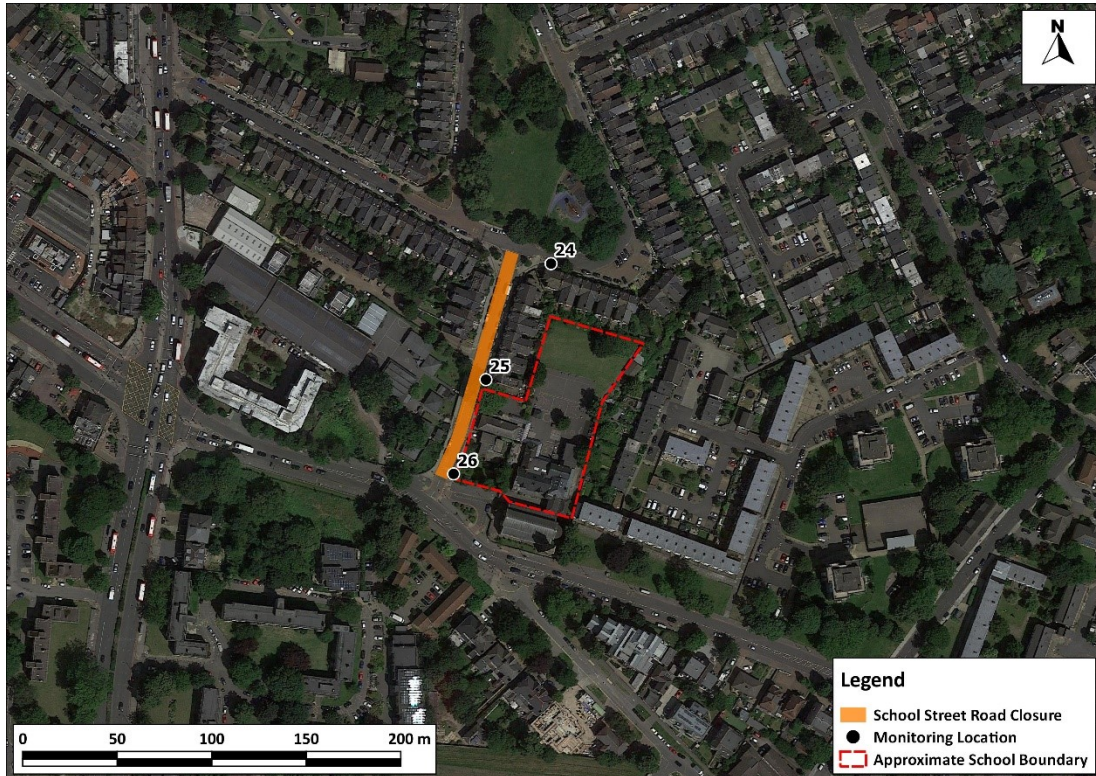 N
24
25
26
Legend
School Street Road Closure
Monitoring Location
Approximate School Boundary
0 50 100 150 200 m